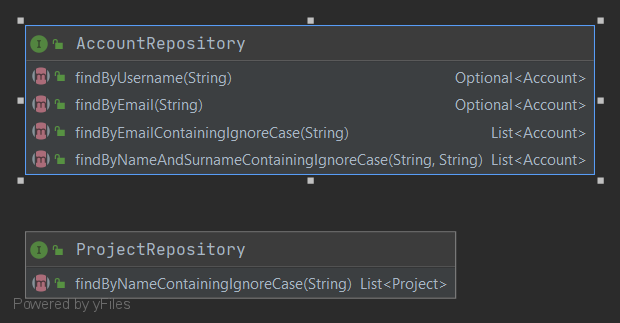 AccountRepository
findByUsername(String) Optional<Account>
findByEmail(String) Optional<Account>
findByEmailContainingIgnoreCase(String) List<Account>
findByNameAndSurnameContainingIgnoreCase(String, String) List<Account>
ProjectRepository
findByNameContainingIgnoreCase(String) List<Project>
Powered by yFiles